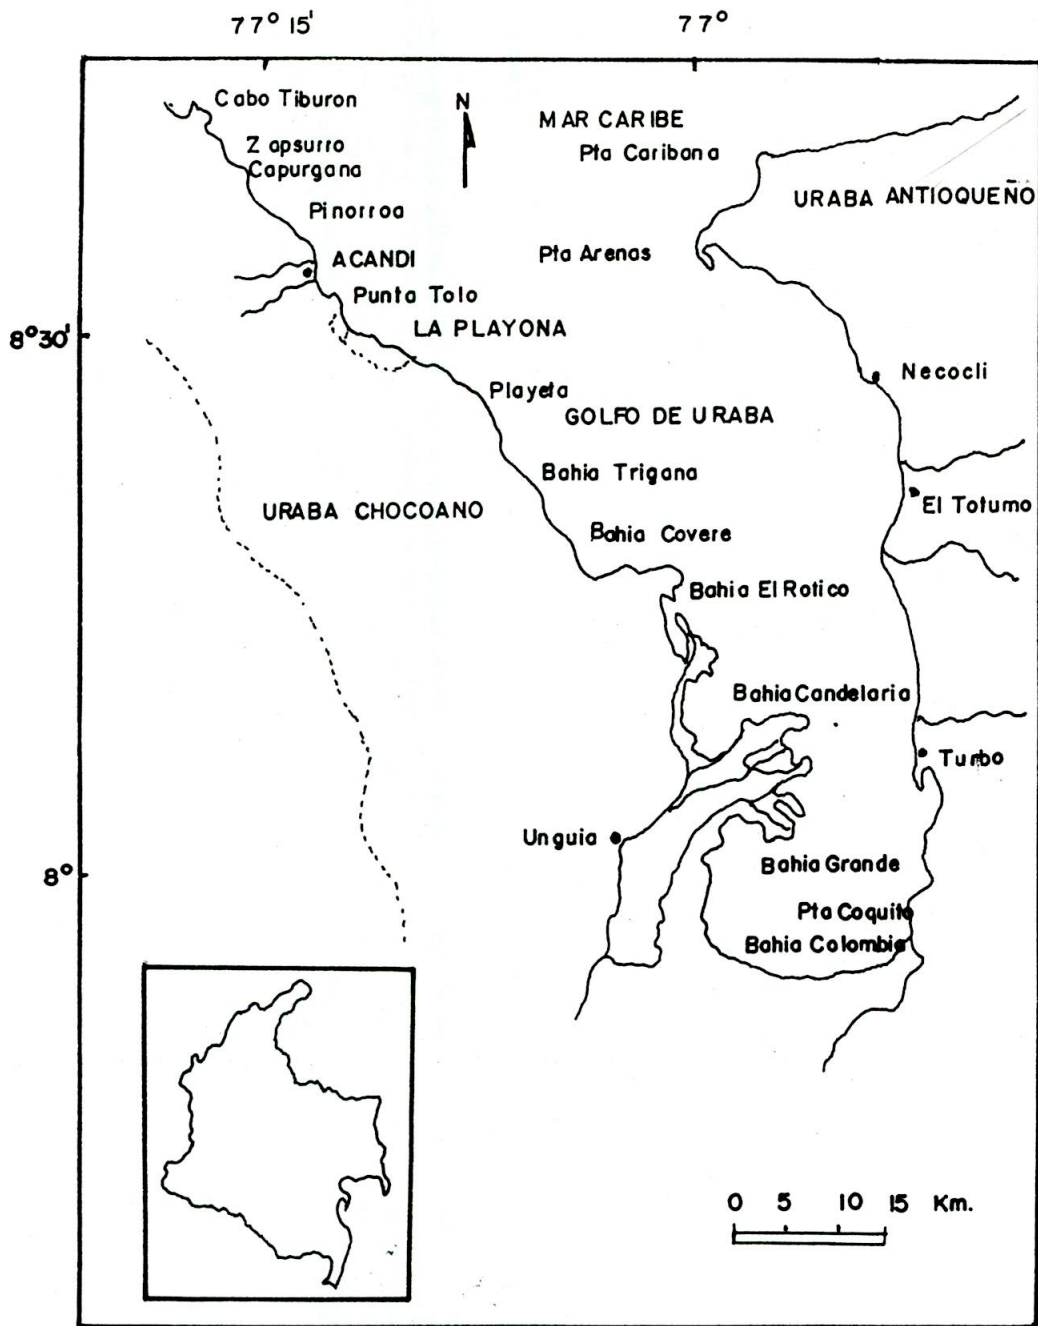 77° 15'
77°
Cabo Tiburon
N
MAR CARIBE
Zapsurro
Pta Caribana
Capurgana
URABA ANTIOQUEÑO
Pinorroa
Pta Arenas
ACANDI
Punta Tolo
8°30'
LA PLAYONA
Necocli
Playeta
GOLFO DE URABA
Bahia Trigana
El Totumo
URABA CHOCOANO
Bahia Covere
Bahia El Rotico
Bahia Candelaria
Turbo
Unguia
8°
Bahia Grande
Pta Coquito
Bahia Colombia
0 5 10 15 Km.